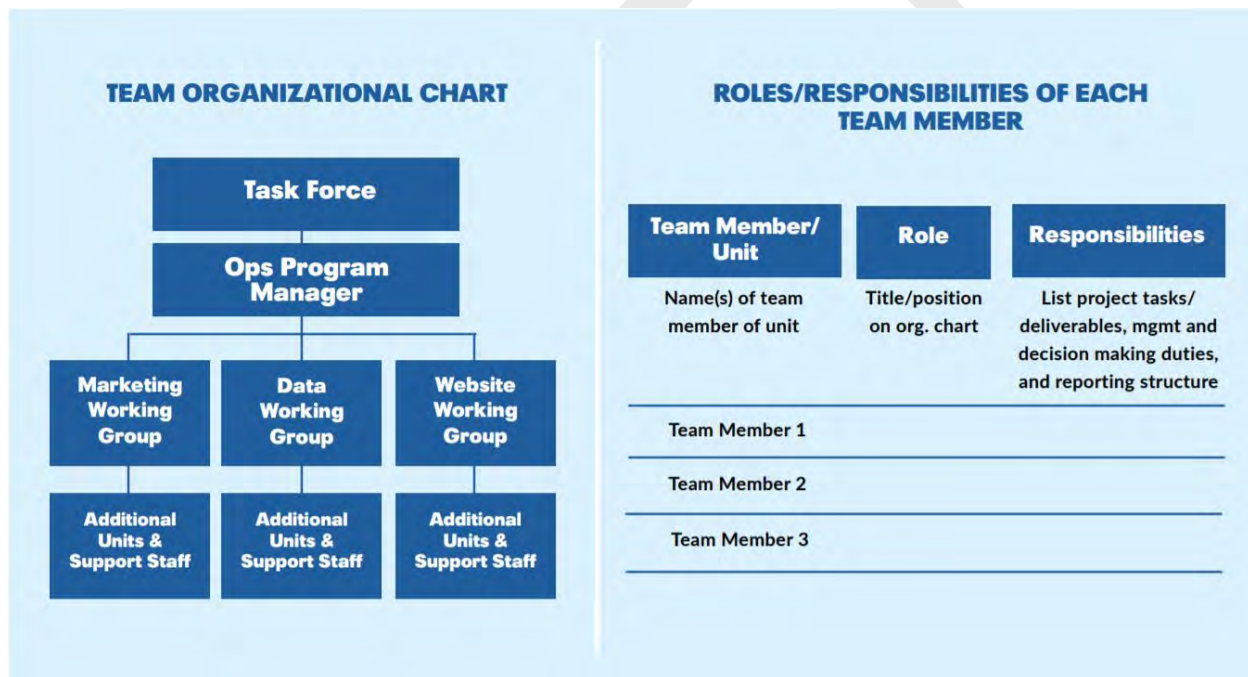 TEAM ORGANIZATIONAL CHART
Task Force
Ops Program
Manager
Marketing
Working
Group
Data
Working
Group
Website
Working
Group
Additional
Units &
Support Staff
Additional
Units &
Support Staff
Additional
Units &
Support Staff
ROLES/RESPONSIBILITIES OF EACH
TEAM MEMBER
Team Member/
Unit
Role
Responsibilities
Name(s) of team
member of unit
Title/position
on org. chart
List project tasks/
deliverables, mgmt and
decision making duties,
and reporting structure
Team Member 1
Team Member 2
Team Member 3